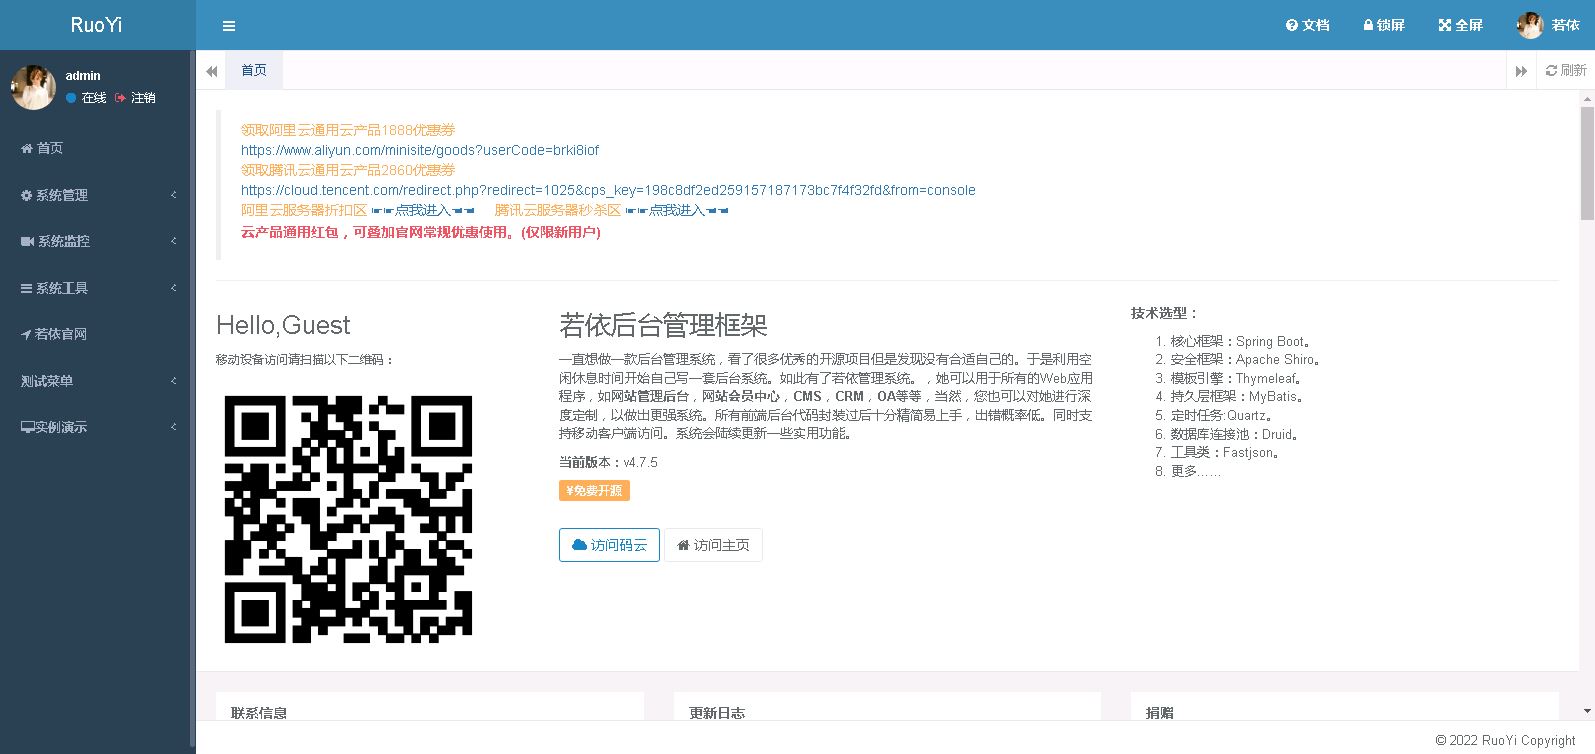 RuoYi
文档
锁屏
全屏
若依
admin
在线 注销
首页
刷新
首页
系统管理
系统监控
系统工具
若依官网
测试菜单
实例演示
领取阿里云通用云产品1888优惠券
https://www.aliyun.com/minisite/goods?userCode=brki8iof
领取腾讯云通用云产品2860优惠券
https://cloud.tencent.com/redirect.php?redirect=1025&cps_key=198c8df2ed259157187173bc7f4f32fd&from=console
阿里云服务器折扣区 ☛☛点我进入☚☚ 腾讯云服务器秒杀区 ☛☛点我进入☚☚
云产品通用红包，可叠加官网常规优惠使用。(仅限新用户)
Hello,Guest
移动设备访问请扫描以下二维码：
若依后台管理框架
一直想做一款后台管理系统，看了很多优秀的开源项目但是发现没有合适自己的。于是利用空
闲休息时间开始自己写一套后台系统。如此有了若依管理系统。，她可以用于所有的Web应用
程序，如网站管理后台，网站会员中心，CMS，CRM，OA等等，当然，您也可以对她进行深
度定制，以做出更强系统。所有前端后台代码封装过后十分精简易上手，出错概率低。同时支
持移动客户端访问。系统会陆续更新一些实用功能。
当前版本：v4.7.5
¥免费开源
访问码云
访问主页
技术选型：
1. 核心框架：Spring Boot。
2. 安全框架：Apache Shiro。
3. 模板引擎：Thymeleaf。
4. 持久层框架：MyBatis。
5. 定时任务:Quartz。
6. 数据库连接池：Druid。
7. 工具类：Fastjson。
8. 更多……
联系信息
更新日志
捐赠
© 2022 RuoYi Copyright